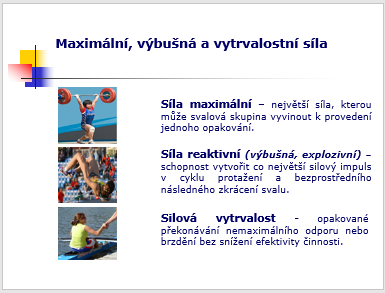 Maximální, výbušná a vytrvalostní síla
Síla maximální – největší síla, kterou
může svalová skupina vyvinout k provedení
jednoho opakování.
Síla reaktivní (výbušná, explozivní) –
schopnost vytvořit co největší silový impuls
v cyklu protažení a bezprostředního
následného zkrácení svalu.
Silová vytrvalost - opakované
překonávání nemaximálního odporu nebo
brzdění bez snížení efektivity činnosti.